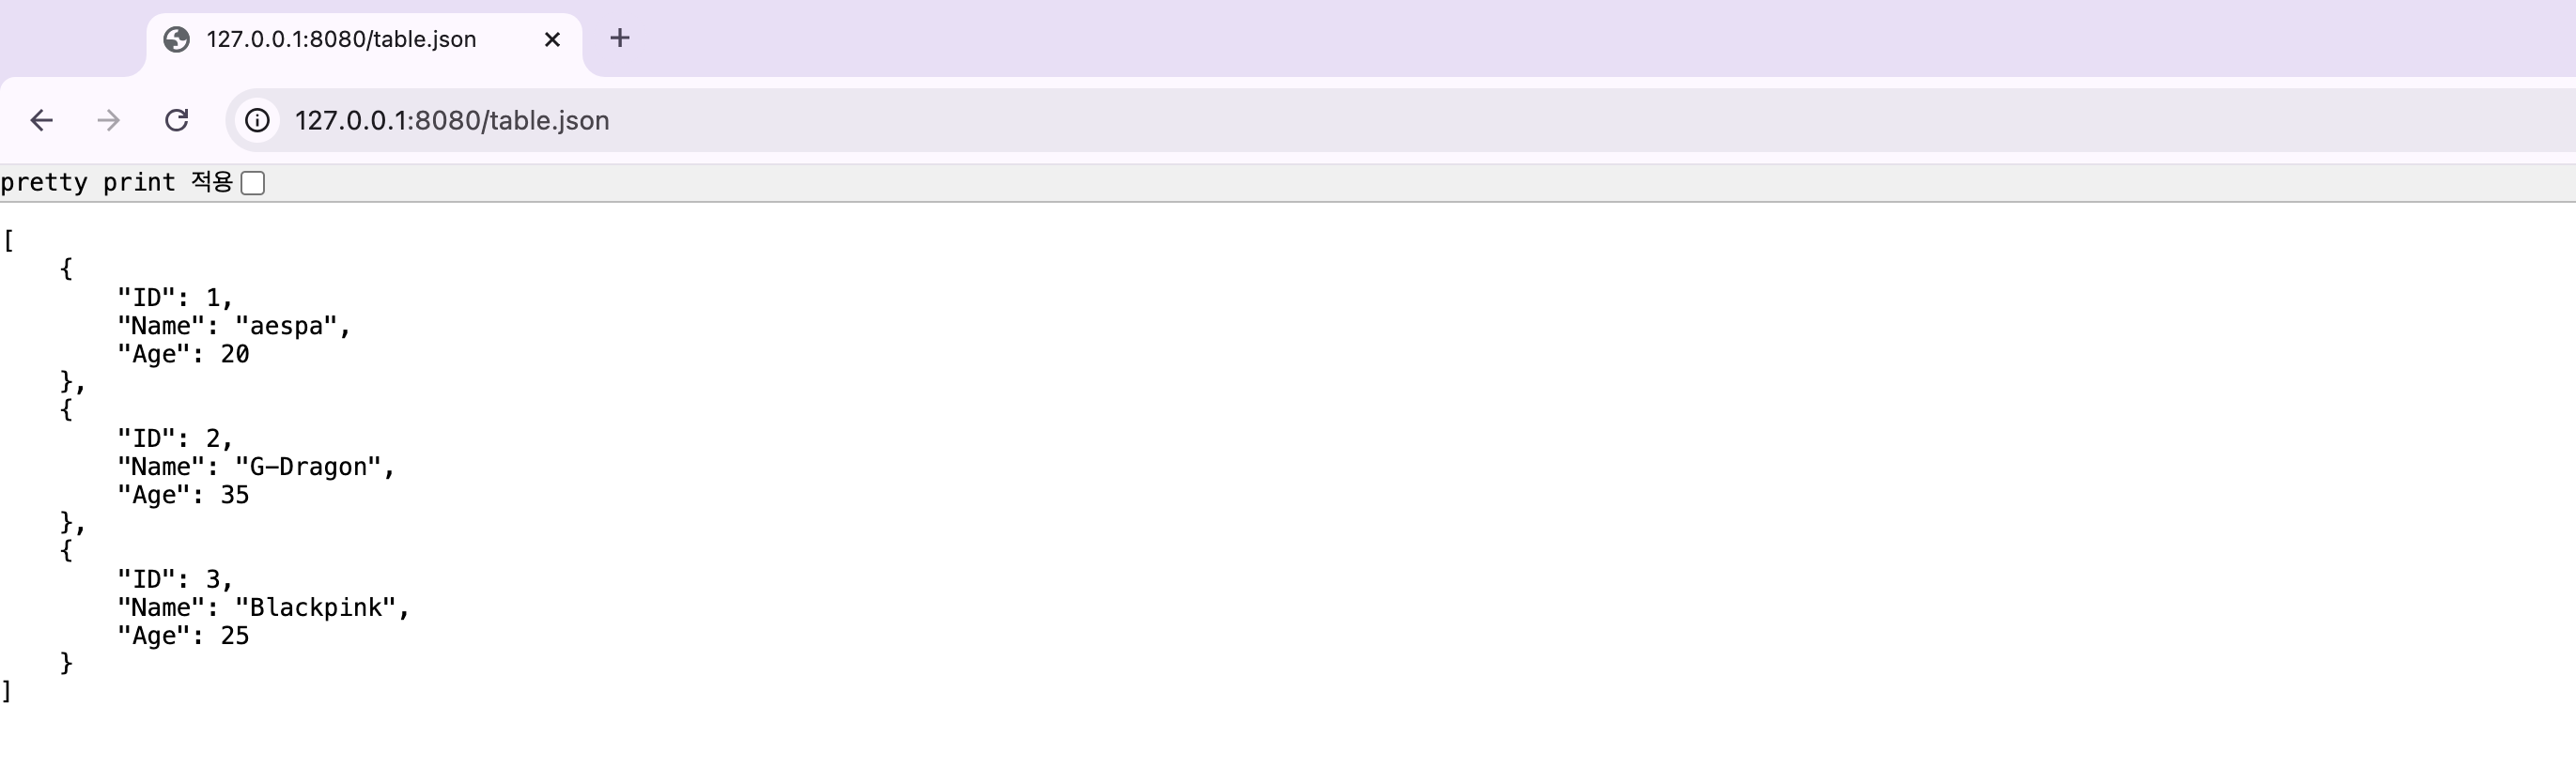 127.0.0.1:8080/table.json
127.0.0.1:8080/table.json
pretty print 적용
[
    {
        "ID": 1,
        "Name": "aespa",
        "Age": 20
    },
    {
        "ID": 2,
        "Name": "G-Dragon",
        "Age": 35
    },
    {
        "ID": 3,
        "Name": "Blackpink",
        "Age": 25
    }
]